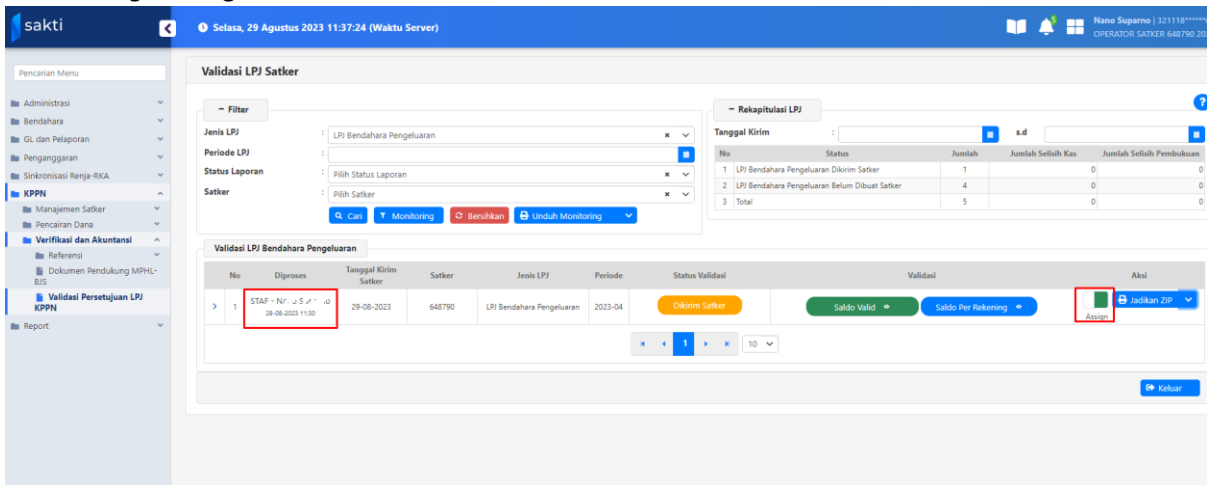 sakti
Selasa, 29 Agustus 2023 11:37:24 (Waktu Server)
5
Nano Suparno | 321118******
OPERATOR SATKER 648790 20
Pencarian Menu
Administrasi
Bendahara
GL dan Pelaporan
Penganggaran
Sinkronisasi Renja-RKA
KPPN
Manajemen Satker
Pencairan Dana
Verifikasi dan Akuntansi
Referensi
Dokumen Pendukung MPHL-
BJS
Validasi Persetujuan LPJ
KPPN
Report
Validasi LPJ Satker
− Filter
Jenis LPJ : LPJ Bendahara Pengeluaran
Periode LPJ :
Status Laporan : Pilih Status Laporan
Satker : Pilih Satker
Cari Monitoring Bersihkan Unduh Monitoring
− Rekapitulasi LPJ
Tanggal Kirim : s.d
No Status Jumlah Jumlah Selisih Kas Jumlah Selisih Pembukuan
1 LPJ Bendahara Pengeluaran Dikirim Satker 1 0 0
2 LPJ Bendahara Pengeluaran Belum Dibuat Satker 4 0 0
3 Total 5 0 0
?
Validasi LPJ Bendahara Pengeluaran
No Diproses Tanggal Kirim Satker Satker Jenis LPJ Periode Status Validasi Validasi Aksi
1 STAF - 29-08-2023 648790 LPJ Bendahara Pengeluaran 2023-04 Dikirim Satker Saldo Valid Saldo Per Rekening Jadikan ZIP
29-08-2023 11:30
Assign
1 10
Keluar